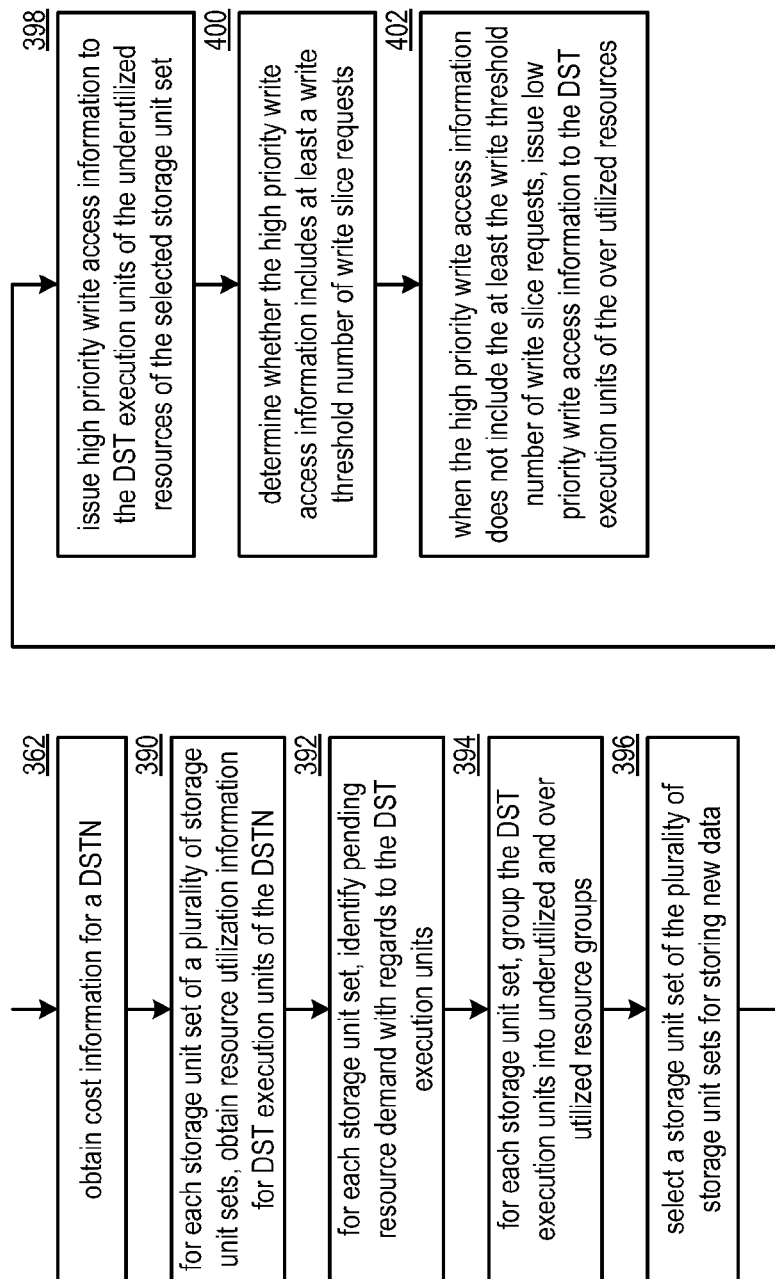 362
obtain cost information for a DSTN
390
for each storage unit set of a plurality of storage
unit sets, obtain resource utilization information
for DST execution units of the DSTN
392
for each storage unit set, identify pending
resource demand with regards to the DST
execution units
394
for each storage unit set, group the DST
execution units into underutilized and over
utilized resource groups
396
select a storage unit set of the plurality of
storage unit sets for storing new data
398
issue high priority write access information to
the DST execution units of the underutilized
resources of the selected storage unit set
400
determine whether the high priority write
access information includes at least a write
threshold number of write slice requests
402
when the high priority write access information
does not include the at least the write threshold
number of write slice requests, issue low
priority write access information to the DST
execution units of the over utilized resources